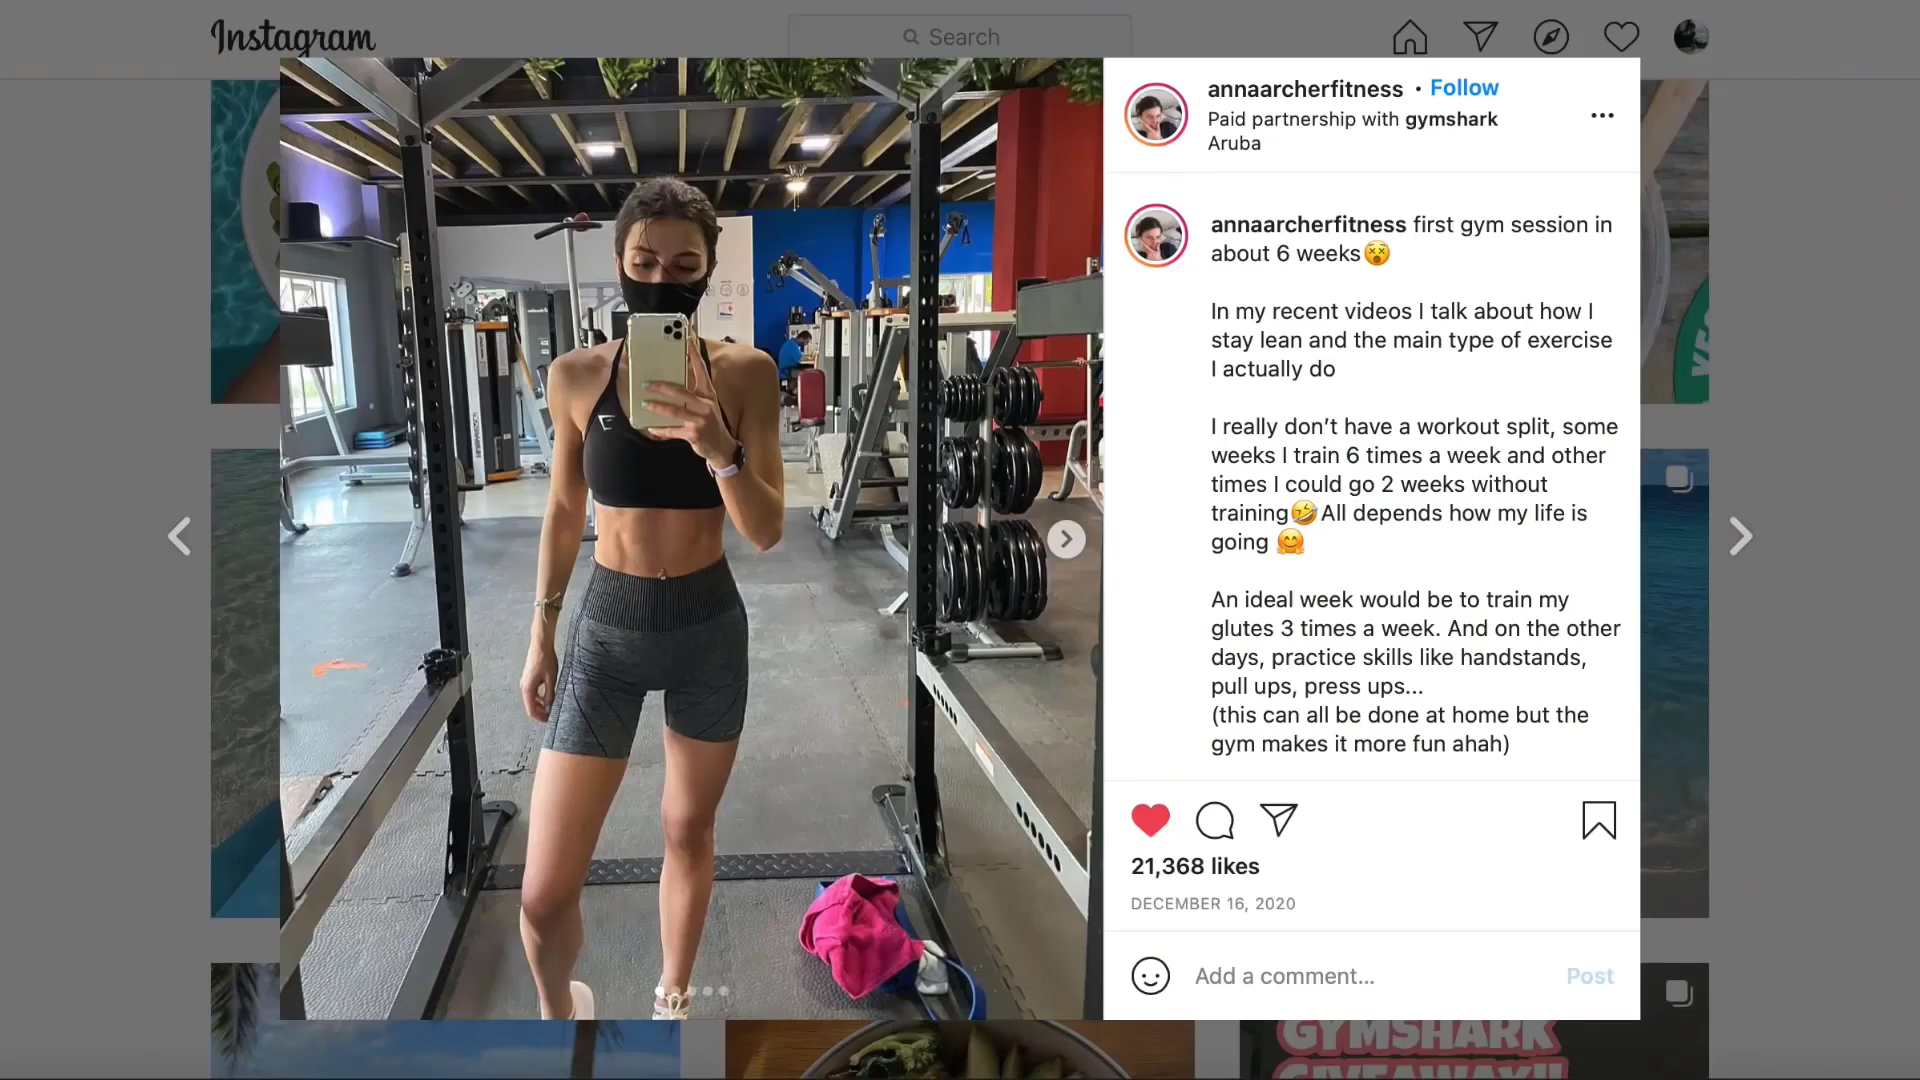 Instagram
Search
annaarcherfitness • Follow
Paid partnership with gymshark
Aruba
annaarcherfitness first gym session in
about 6 weeks😵
In my recent videos I talk about how I
stay lean and the main type of exercise
I actually do
I really don’t have a workout split, some
weeks I train 6 times a week and other
times I could go 2 weeks without
training🤣All depends how my life is
going 🤗
An ideal week would be to train my
glutes 3 times a week. And on the other
days, practice skills like handstands,
pull ups, press ups...
(this can all be done at home but the
gym makes it more fun ahah)
21,368 likes
DECEMBER 16, 2020
Add a comment... Post
GYMSHARK
GIVEAWAY!!